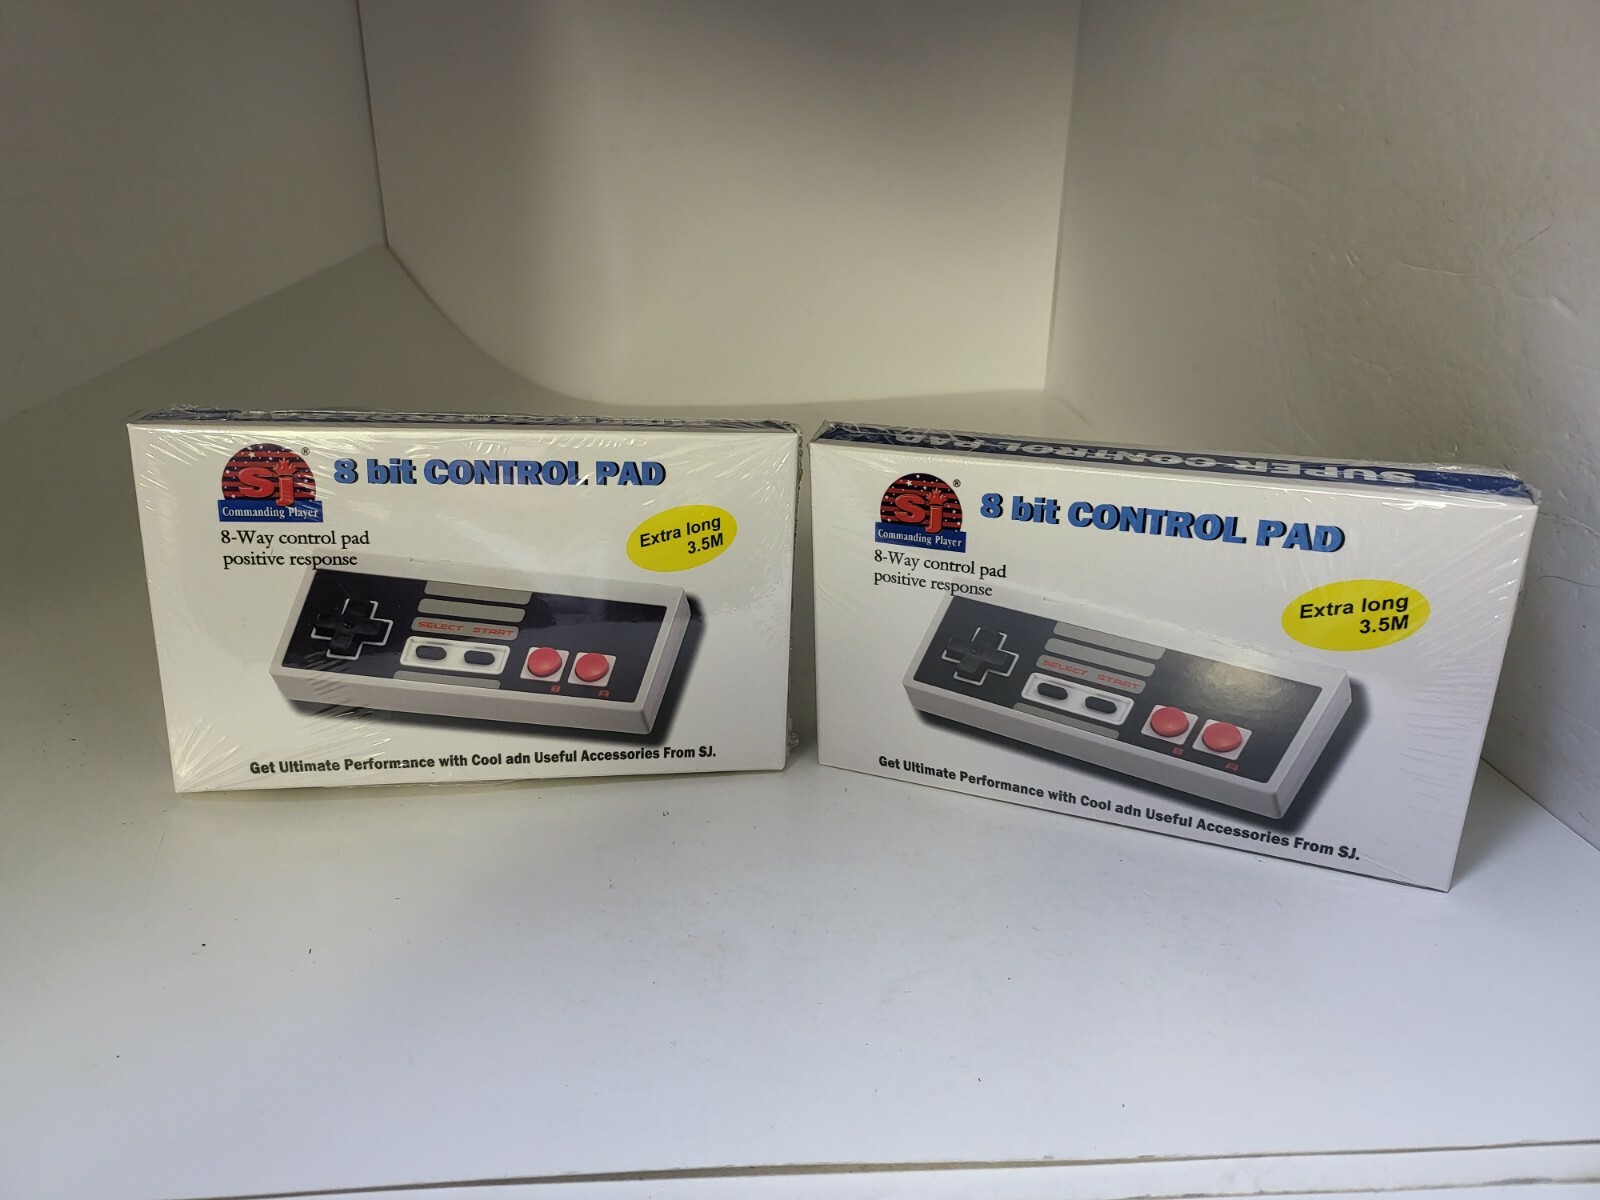 Sj
®
Commanding Player
8 bit CONTROL PAD
8-Way control pad
positive response
Extra long
3.5M
SELECT START
B A
Get Ultimate Performance with Cool adn Useful Accessories From SJ.
SUPER CONTROL PAD
Sj
®
Commanding Player
8 bit CONTROL PAD
8-Way control pad
positive response
Extra long
3.5M
SELECT START
B A
Get Ultimate Performance with Cool adn Useful Accessories From SJ.